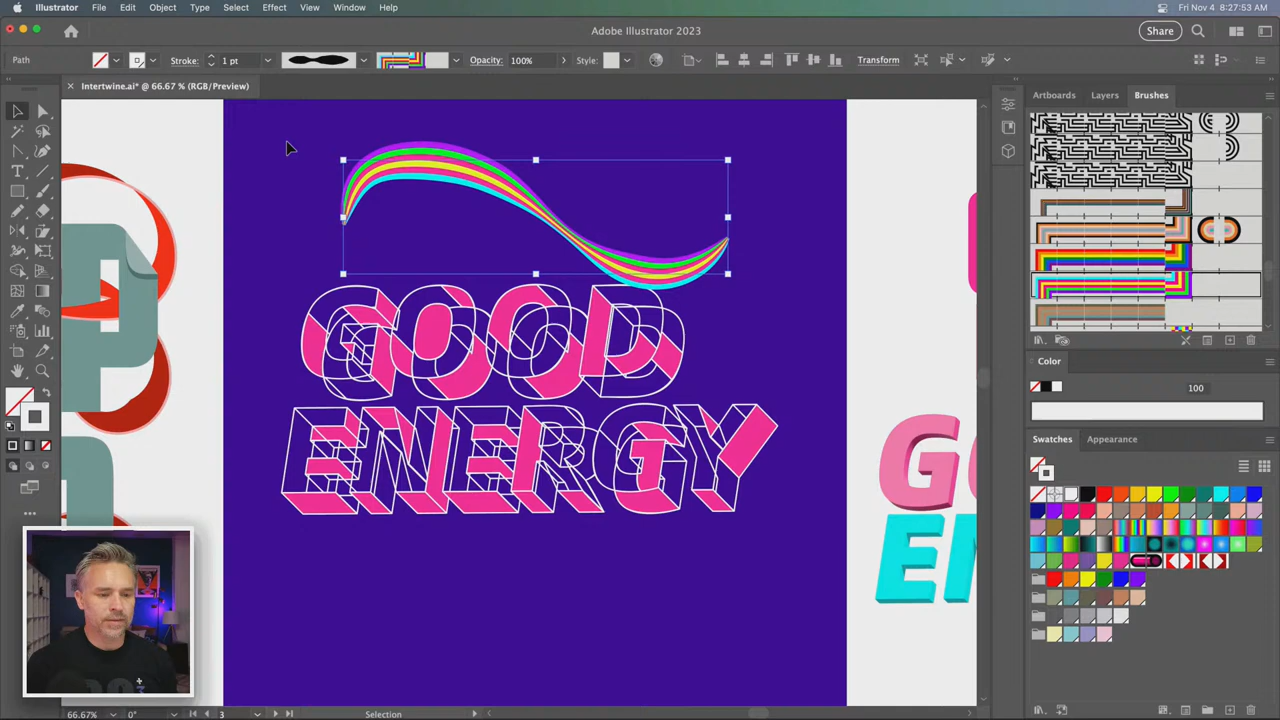 Illustrator File Edit Object Type Select Effect View Window Help
Fri Nov 4 8:27:53 AM
Adobe Illustrator 2023
Share
Path
Stroke:
1 pt
Opacity:
100%
Style:
Transform
Intertwine.ai* @ 66.67 % (RGB/Preview)
Artboards
Layers
Brushes
GOOD
ENERGY
Color
100
Swatches
Appearance
G
EN
66.67%
0°
3
Selection